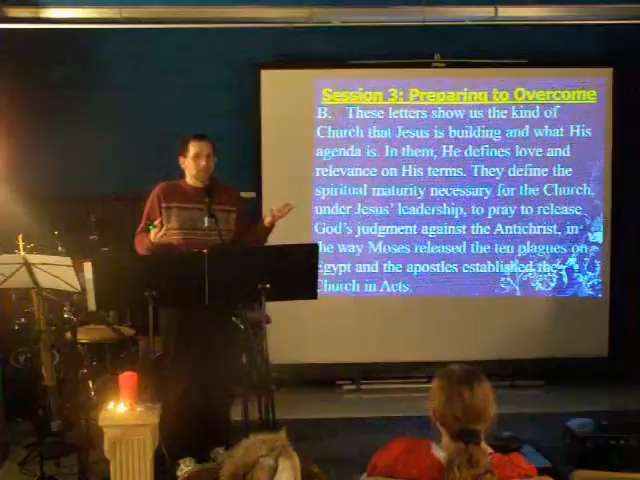 Session 3: Preparing to Overcome
B. These letters show us the kind of
Church that Jesus is building and what His
agenda is. In them, He defines love and
relevance on His terms. They define the
spiritual maturity necessary for the Church,
under Jesus' leadership, to pray to release
God's judgment against the Antichrist, in
the way Moses released the ten plagues on
Egypt and the apostles established the
Church in Acts.